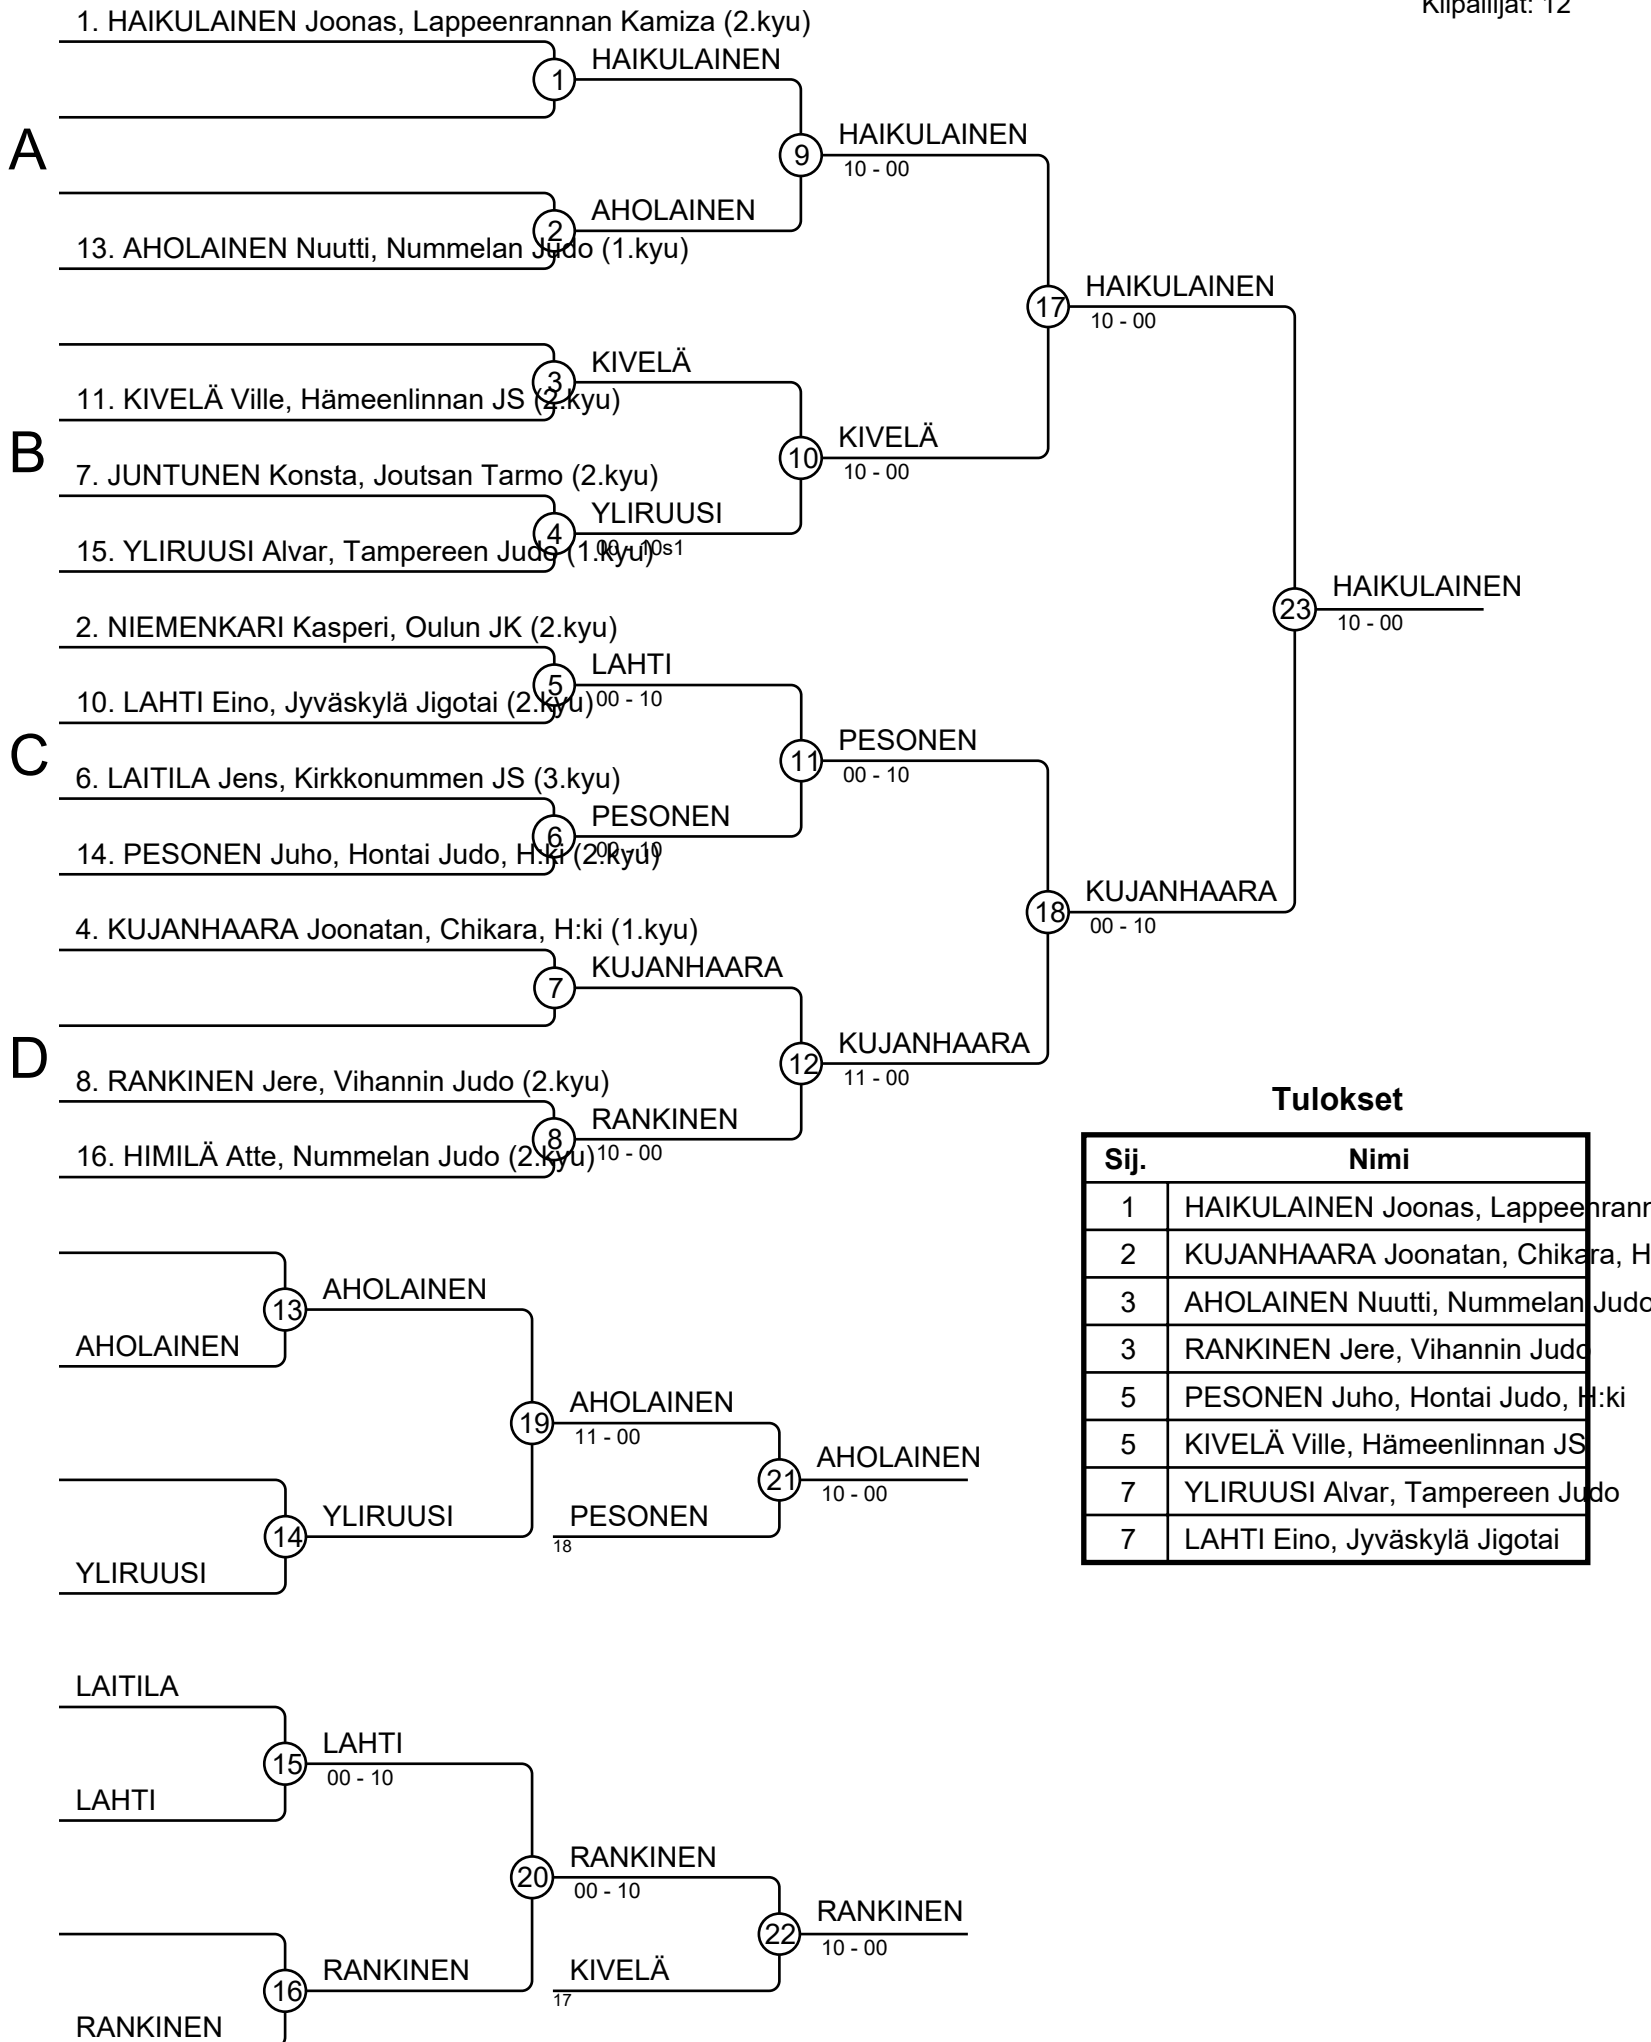 Kilpailijat: 12
1. HAIKULAINEN Joonas, Lappeenrannan Kamiza (2.kyu)
1
HAIKULAINEN
A
9
HAIKULAINEN
10 - 00
2
AHOLAINEN
13. AHOLAINEN Nuutti, Nummelan Judo (1.kyu)
17
HAIKULAINEN
10 - 00
3
KIVELÄ
11. KIVELÄ Ville, Hämeenlinnan JS (2.kyu)
B
10
KIVELÄ
10 - 00
7. JUNTUNEN Konsta, Joutsan Tarmo (2.kyu)
4
YLIRUUSI
00 - 10s1
15. YLIRUUSI Alvar, Tampereen Judo (1.kyu)
23
HAIKULAINEN
10 - 00
2. NIEMENKARI Kasperi, Oulun JK (2.kyu)
5
LAHTI
00 - 10
10. LAHTI Eino, Jyväskylä Jigotai (2.kyu)
C
11
PESONEN
00 - 10
6. LAITILA Jens, Kirkkonummen JS (3.kyu)
6
PESONEN
00 - 10
14. PESONEN Juho, Hontai Judo, H:ki (2.kyu)
18
KUJANHAARA
00 - 10
4. KUJANHAARA Joonatan, Chikara, H:ki (1.kyu)
7
KUJANHAARA
D
12
KUJANHAARA
11 - 00
8. RANKINEN Jere, Vihannin Judo (2.kyu)
8
RANKINEN
10 - 00
16. HIMILÄ Atte, Nummelan Judo (2.kyu)
Tulokset
Sij. Nimi
1 HAIKULAINEN Joonas, Lappeenrann
2 KUJANHAARA Joonatan, Chikara, H
3 AHOLAINEN Nuutti, Nummelan Judo
3 RANKINEN Jere, Vihannin Judo
5 PESONEN Juho, Hontai Judo, H:ki
5 KIVELÄ Ville, Hämeenlinnan JS
7 YLIRUUSI Alvar, Tampereen Judo
7 LAHTI Eino, Jyväskylä Jigotai
13
AHOLAINEN
AHOLAINEN
19
AHOLAINEN
11 - 00
21
AHOLAINEN
10 - 00
14
YLIRUUSI
PESONEN
18
YLIRUUSI
LAITILA
15
LAHTI
00 - 10
LAHTI
20
RANKINEN
00 - 10
22
RANKINEN
10 - 00
16
RANKINEN
KIVELÄ
17
RANKINEN